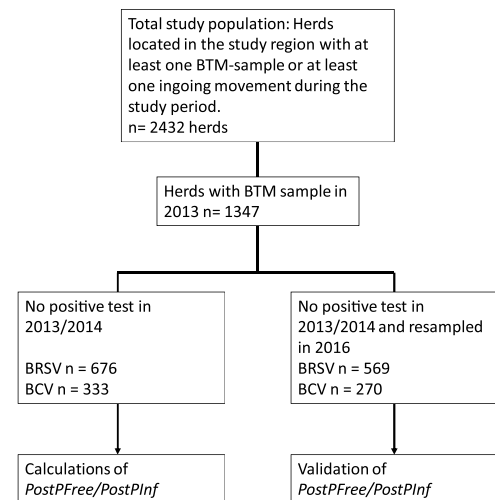 Total study population: Herds
located in the study region with at
least one BTM-sample or at least
one ingoing movement during the
study period.
n= 2432 herds
Herds with BTM sample in
2013 n= 1347
No positive test in
2013/2014
BRSV n = 676
BCV n = 333
No positive test in
2013/2014 and resampled
in 2016
BRSV n = 569
BCV n = 270
Calculations of
PostPFree/PostPInf
Validation of
PostPFree/PostPInf